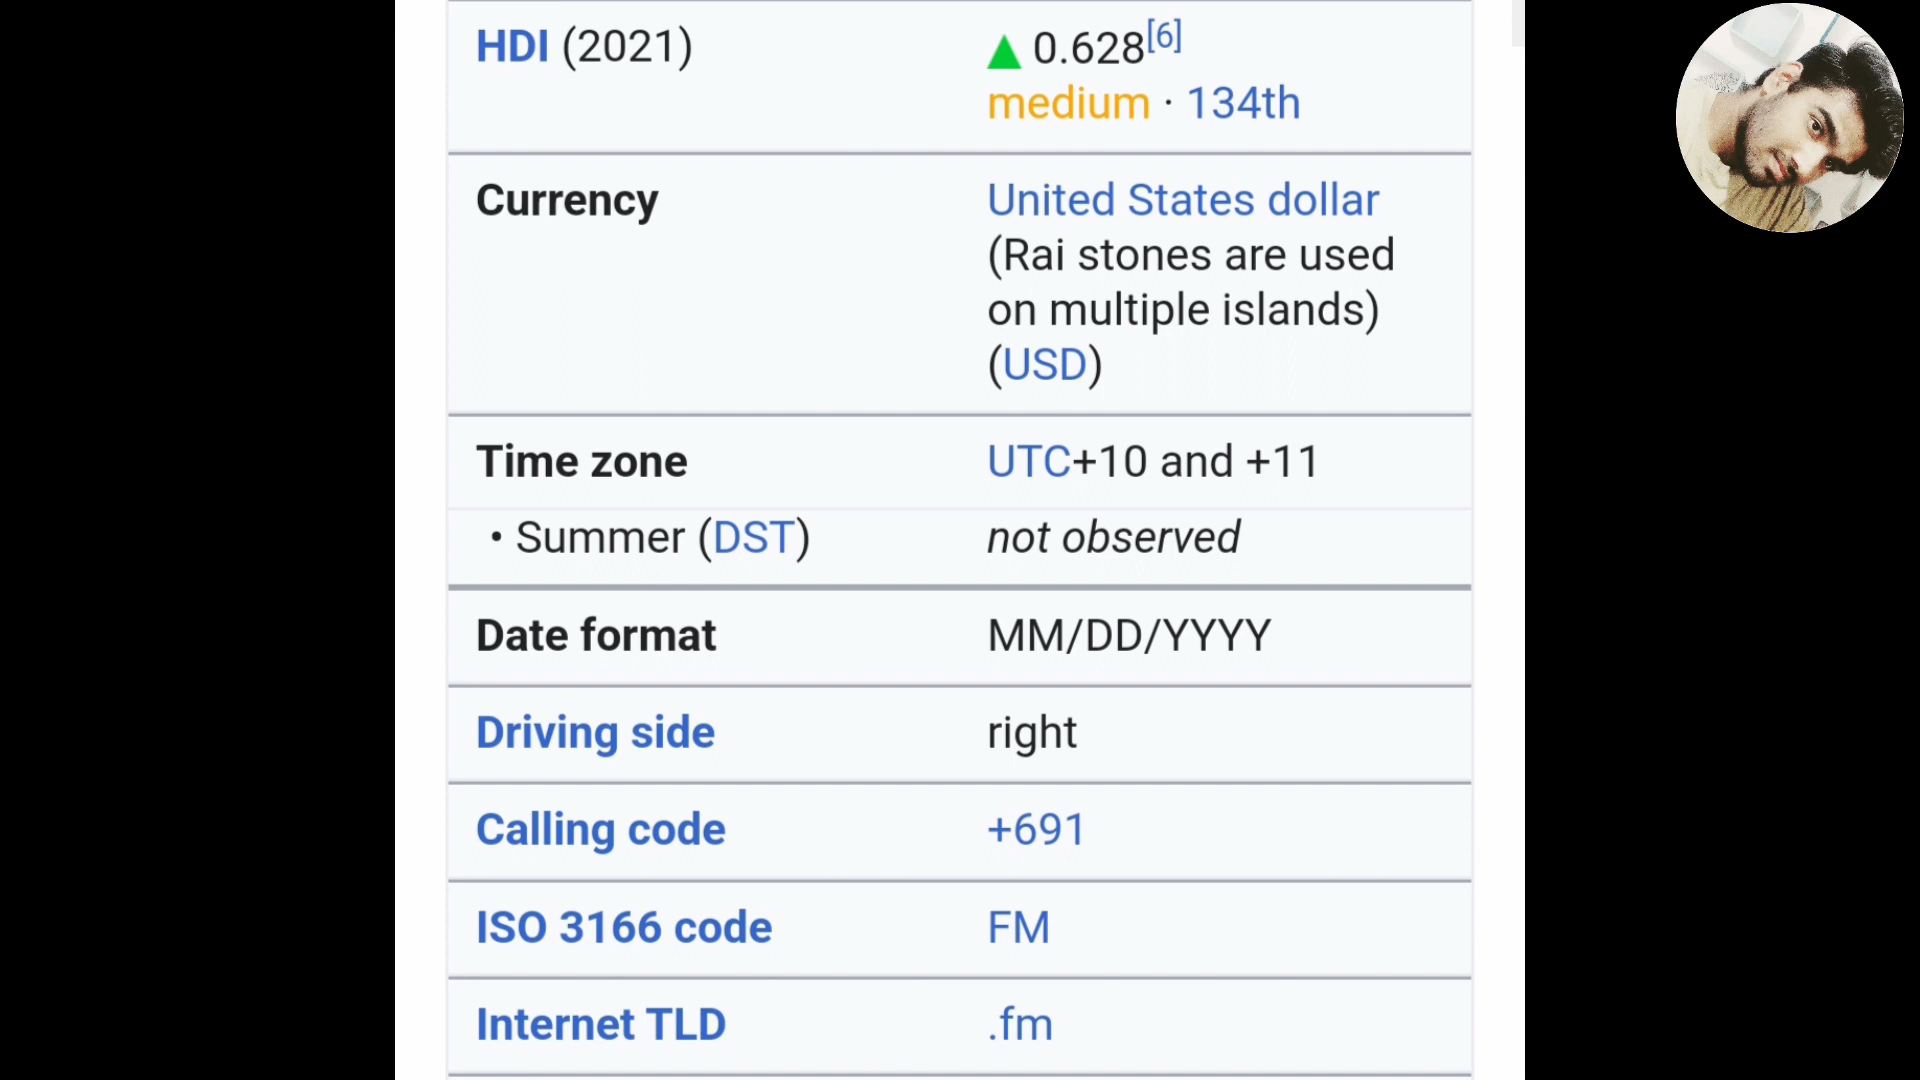 HDI (2021) ▲ 0.628[6]
medium · 134th
Currency United States dollar
(Rai stones are used
on multiple islands)
(USD)
Time zone UTC+10 and +11
• Summer (DST) not observed
Date format MM/DD/YYYY
Driving side right
Calling code +691
ISO 3166 code FM
Internet TLD .fm